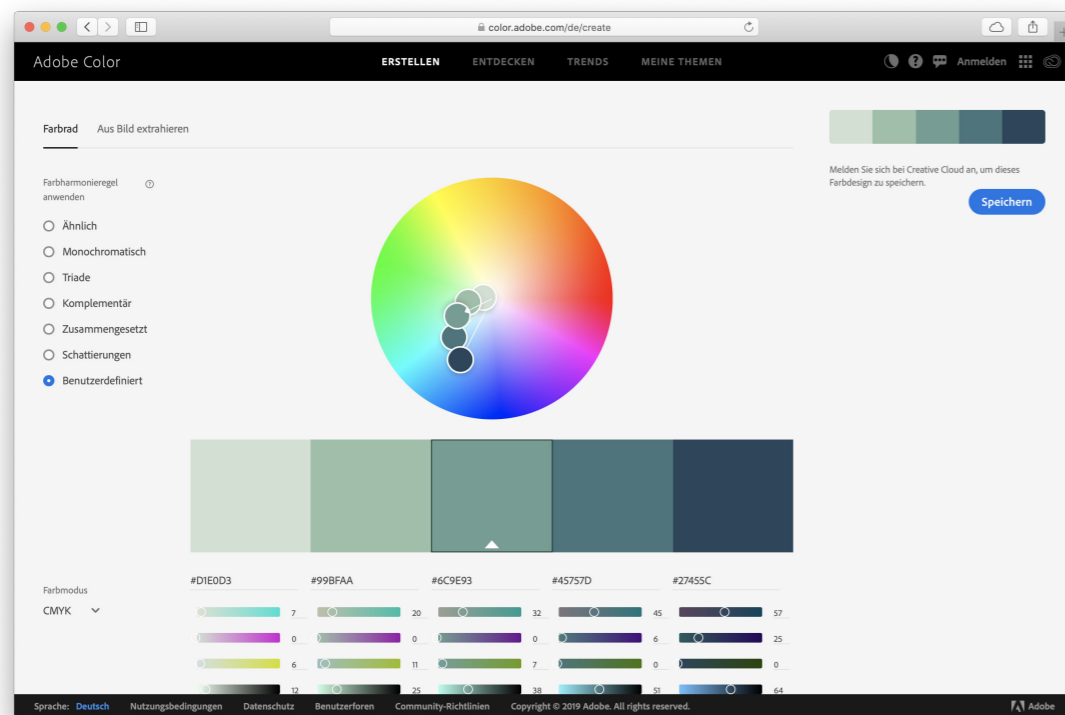 color.adobe.com/de/create
Adobe Color
ERSTELLEN ENTDECKEN TRENDS MEINE THEMEN
Anmelden
Farbrad Aus Bild extrahieren
Melden Sie sich bei Creative Cloud an, um dieses
Farbdesign zu speichern.
Speichern
Farbharmonieregel
anwenden
Ähnlich
Monochromatisch
Triade
Komplementär
Zusammengesetzt
Schattierungen
Benutzerdefiniert
#D1E0D3 #99BFAA #6C9E93 #45757D #27455C
Farbmodus
CMYK
7 20 32 45 57
0 0 0 6 25
6 11 7 0 0
12 25 38 51 64
Sprache: Deutsch Nutzungsbedingungen Datenschutz Benutzerforen Community-Richtlinien Copyright © 2019 Adobe. All rights reserved. Adobe